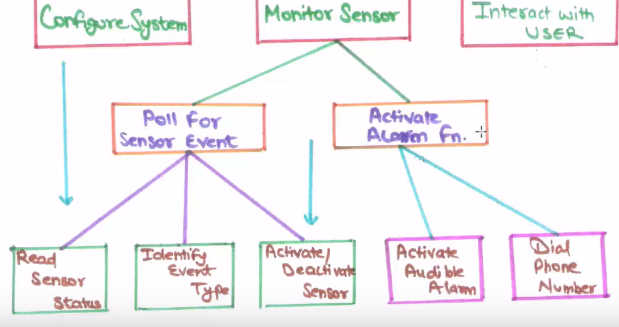 Configure System
Monitor Sensor
Interact with
USER
Poll For
Sensor Event
Activate
Alarm fn.
Read
Sensor
Status
Identify
Event
Type
Activate/
Deactivate
Sensor
Activate
Audible
Alarm
Dial
Phone
Number